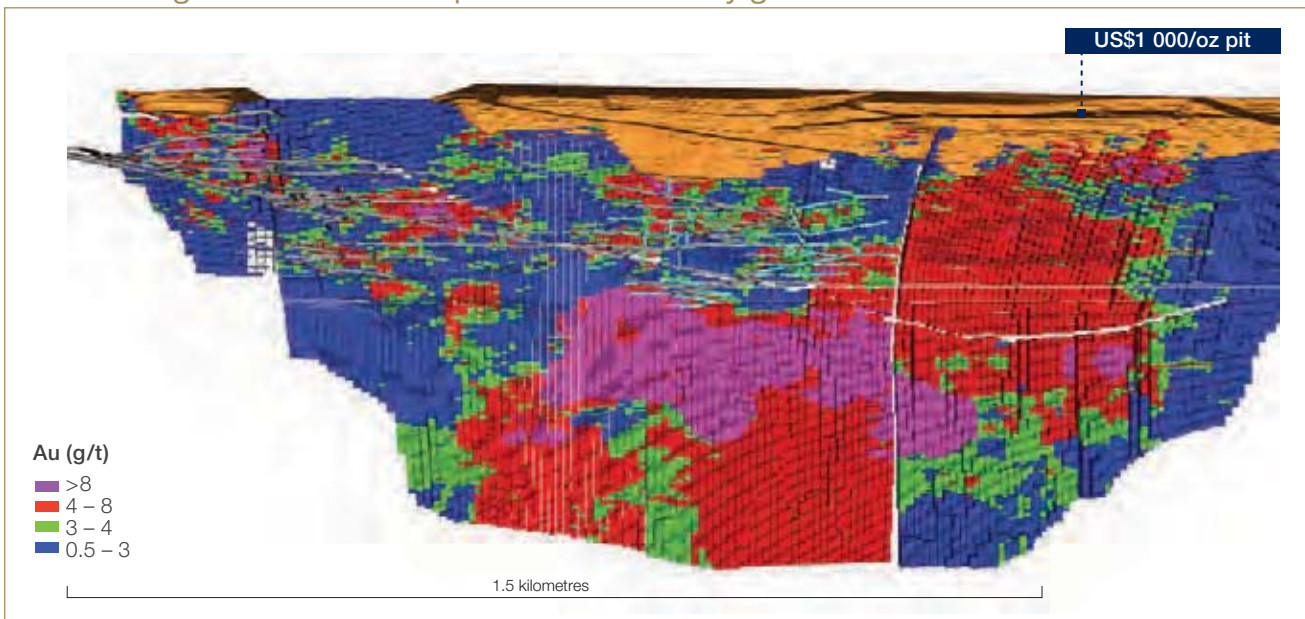 US$1 000/oz pit
Au (g/t)
>8
4 – 8
3 – 4
0.5 – 3
1.5 kilometres